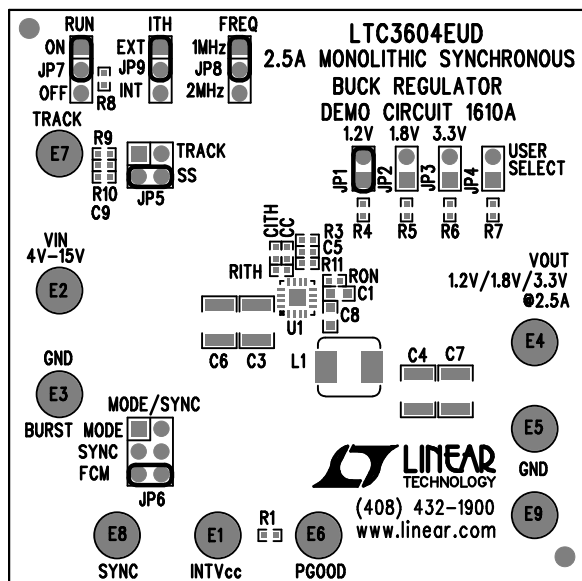 RUN ITH FREQ
LTC3604EUD
2.5A MONOLITHIC SYNCHRONOUS
BUCK REGULATOR
DEMO CIRCUIT 1610A
ON EXT 1MHz
JP7 JP9 JP8
OFF INT 2MHz
R8
TRACK
E7
R9
R10
C9
TRACK
SS
JP5
1.2V 1.8V 3.3V
USER
SELECT
JP1 JP2 JP3 JP4
R4 R5 R6 R7
VIN
4V-15V
E2
CITH CC R3
C5
RITH R11
RON
C1
C8
U1
VOUT
1.2V/1.8V/3.3V
@2.5A
E4
C6 C3 L1 C4 C7
GND
E3
BURST
MODE/SYNC
MODE
SYNC
FCM
JP6
E5
GND
LT LINEAR
TECHNOLOGY
(408) 432-1900
www.linear.com
E9
E8
SYNC
E1
INTVcc
R1
E6
PGOOD